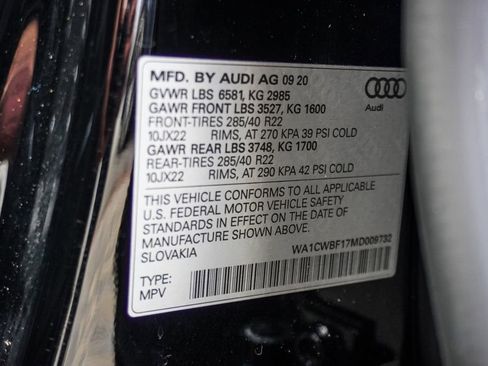 MFD. BY AUDI AG 09 20
GVWR LBS 6581, KG 2985
GAWR FRONT LBS 3527, KG 1600
FRONT-TIRES 285/40 R22
10JX22 RIMS, AT 270 KPA 39 PSI COLD
GAWR REAR LBS 3748, KG 1700
REAR-TIRES 285/40 R22
10JX22 RIMS, AT 290 KPA 42 PSI COLD
Audi
THIS VEHICLE CONFORMS TO ALL APPLICABLE
U.S. FEDERAL MOTOR VEHICLE SAFETY
STANDARDS IN EFFECT ON THE DATE OF
MANUFACTURE SHOWN ABOVE.
SLOVAKIA
WA1CWBF17MD009732
TYPE:
MPV